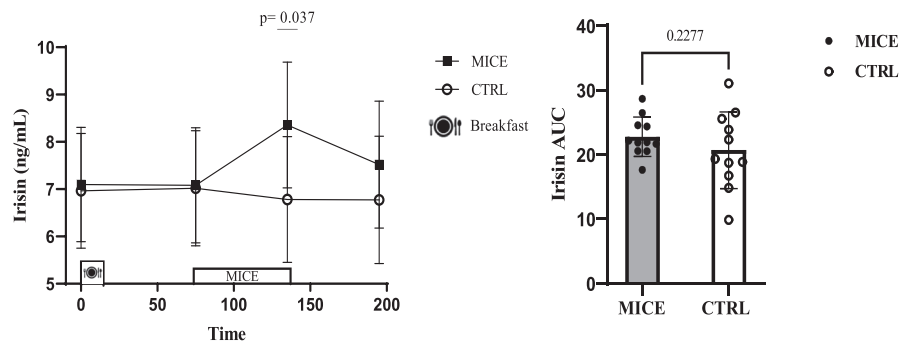 p= 0.037
10
9
8
7
6
5
Irisin (ng/mL)
MICE
0
50
100
150
200
Time
MICE
CTRL
Breakfast
40
30
20
10
0
Irisin AUC
0.2277
MICE
CTRL
MICE
CTRL